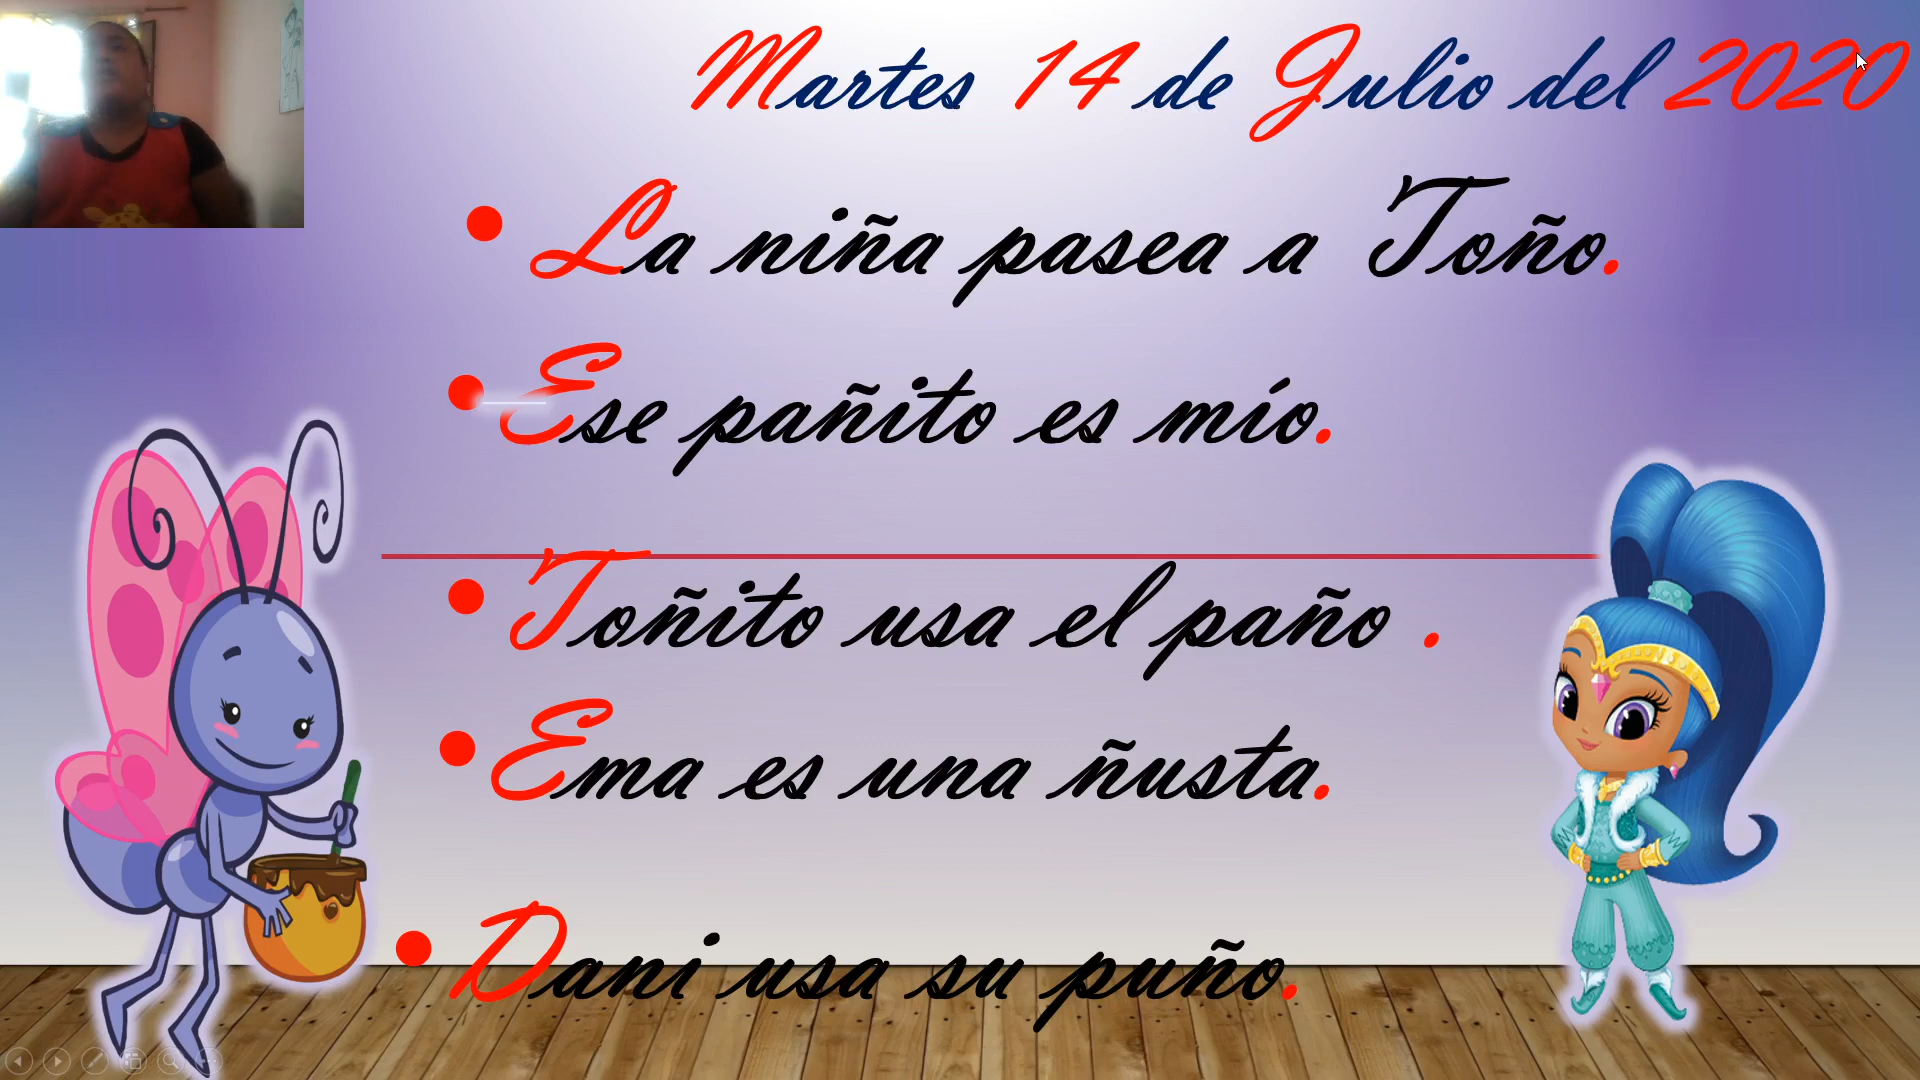 Martes 14 de Julio del 2020
• La niña pasea a Toño.
• Ese pañito es mío.
• Toñito usa el paño .
• Ema es una ñusta.
• Dani usa su puño.